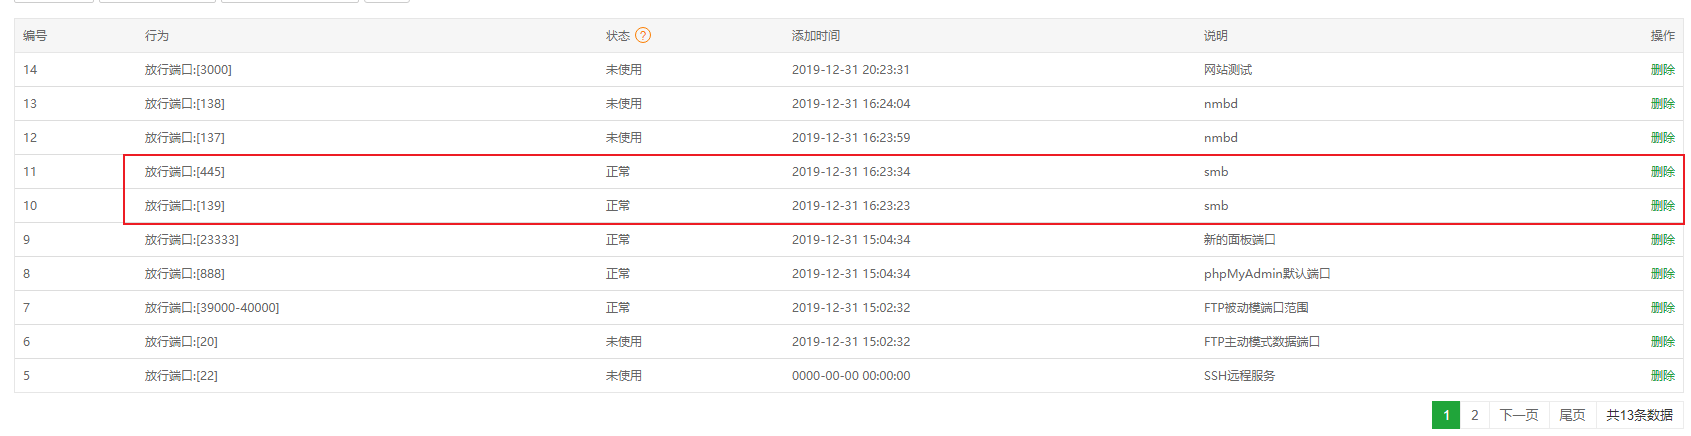 编号 行为 状态 ? 添加时间 说明 操作
14 放行端口:[3000] 未使用 2019-12-31 20:23:31 网站测试 删除
13 放行端口:[138] 未使用 2019-12-31 16:24:04 nmbd 删除
12 放行端口:[137] 未使用 2019-12-31 16:23:59 nmbd 删除
11 放行端口:[445] 正常 2019-12-31 16:23:34 smb 删除
10 放行端口:[139] 正常 2019-12-31 16:23:23 smb 删除
9 放行端口:[23333] 正常 2019-12-31 15:04:34 新的面板端口 删除
8 放行端口:[888] 正常 2019-12-31 15:04:34 phpMyAdmin默认端口 删除
7 放行端口:[39000-40000] 正常 2019-12-31 15:02:32 FTP被动模端口范围 删除
6 放行端口:[20] 未使用 2019-12-31 15:02:32 FTP主动模式数据端口 删除
5 放行端口:[22] 未使用 0000-00-00 00:00:00 SSH远程服务 删除
1 2 下一页 尾页 共13条数据